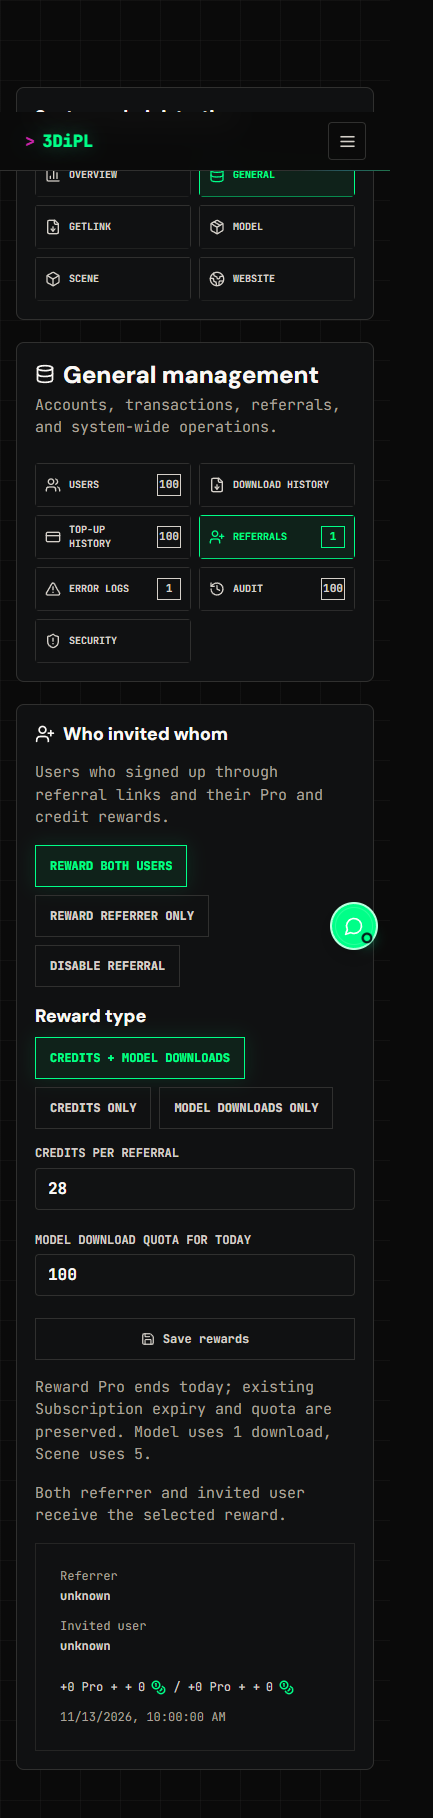 > 3DiPL
OVERVIEW
GENERAL
GETLINK
MODEL
SCENE
WEBSITE
General management
Accounts, transactions, referrals,
and system-wide operations.
USERS 100
DOWNLOAD HISTORY
TOP-UP
HISTORY 100
REFERRALS 1
ERROR LOGS 1
AUDIT 100
SECURITY
Who invited whom
Users who signed up through
referral links and their Pro and
credit rewards.
REWARD BOTH USERS
REWARD REFERRER ONLY
DISABLE REFERRAL
Reward type
CREDITS + MODEL DOWNLOADS
CREDITS ONLY
MODEL DOWNLOADS ONLY
CREDITS PER REFERRAL
28
MODEL DOWNLOAD QUOTA FOR TODAY
100
Save rewards
Reward Pro ends today; existing
Subscription expiry and quota are
preserved. Model uses 1 download,
Scene uses 5.
Both referrer and invited user
receive the selected reward.
Referrer
unknown
Invited user
unknown
+0 Pro + + 0 / +0 Pro + + 0
11/13/2026, 10:00:00 AM